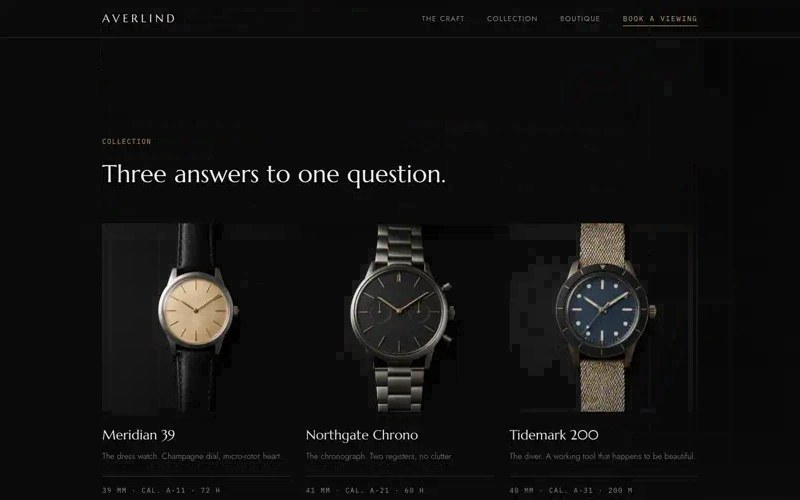 AVERLIND
THE CRAFT COLLECTION BOUTIQUE BOOK A VIEWING
COLLECTION
Three answers to one question.
Meridian 39
The dress watch. Champagne dial, micro-rotor heart.
39 MM · CAL. A-11 · 72 H
Northgate Chrono
The chronograph. Two registers, no clutter.
41 MM · CAL. A-21 · 60 H
Tidemark 200
The diver. A working tool that happens to be beautiful.
40 MM · CAL. A-31 · 200 M